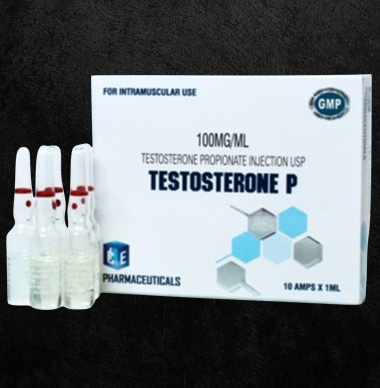 FOR INTRAMUSCULAR USE
GMP
100MG/ML
TESTOSTERONE PROPIONATE INJECTION USP
TESTOSTERONE P
PHARMACEUTICALS
10 AMPS X 1ML